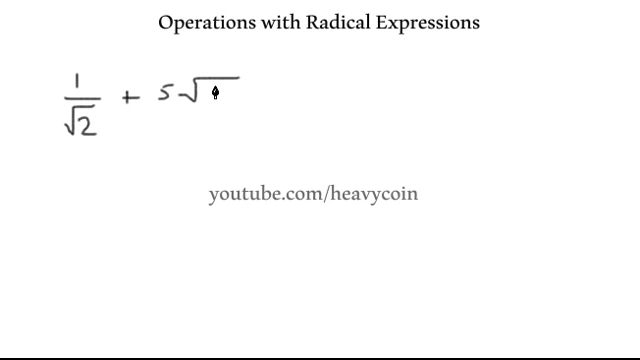 Operations with Radical Expressions
1/√2 + 5√
youtube.com/heavycoin